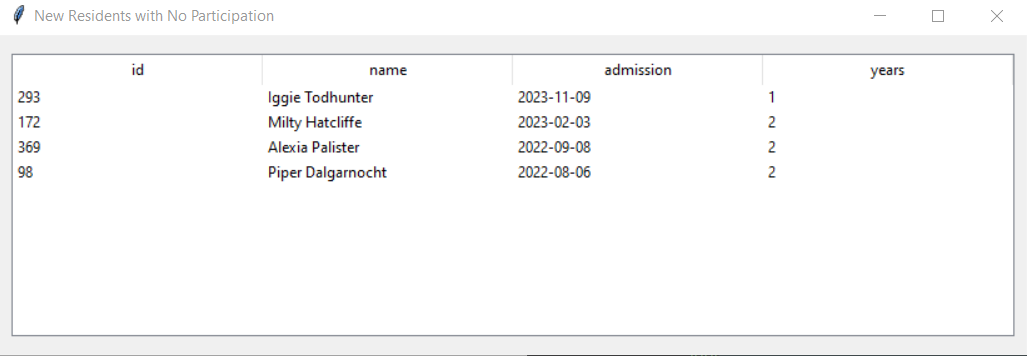 New Residents with No Participation
id name admission years
293 Iggie Todhunter 2023-11-09 1
172 Milty Hatcliffe 2023-02-03 2
369 Alexia Palister 2022-09-08 2
98 Piper Dalgarnocht 2022-08-06 2